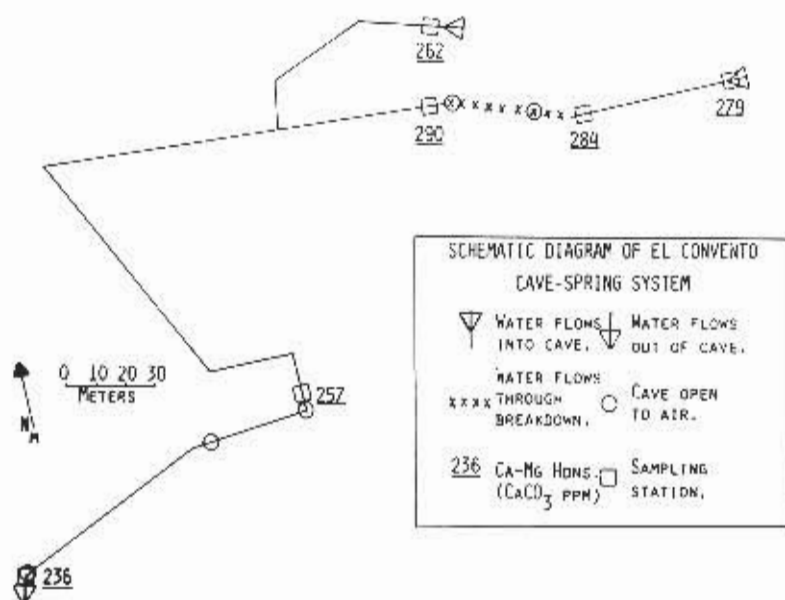 262
290
284
279
SCHEMATIC DIAGRAM OF EL CONVENTO
CAVE-SPRING SYSTEM
WATER FLOWS INTO CAVE.
WATER FLOWS OUT OF CAVE.
xxxx WATER FLOWS THROUGH BREAKDOWN.
CAVE OPEN TO AIR.
236 CA-MG HDNS. (CACO3 PPM)
SAMPLING STATION.
0 10 20 30
METERS
N M
257
236